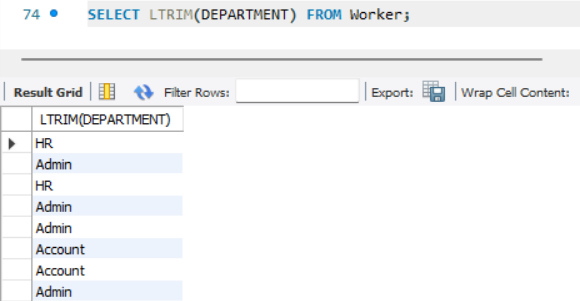 74 SELECT LTRIM(DEPARTMENT) FROM Worker;
Result Grid Filter Rows: Export: Wrap Cell Content:
LTRIM(DEPARTMENT)
HR
Admin
HR
Admin
Admin
Account
Account
Admin